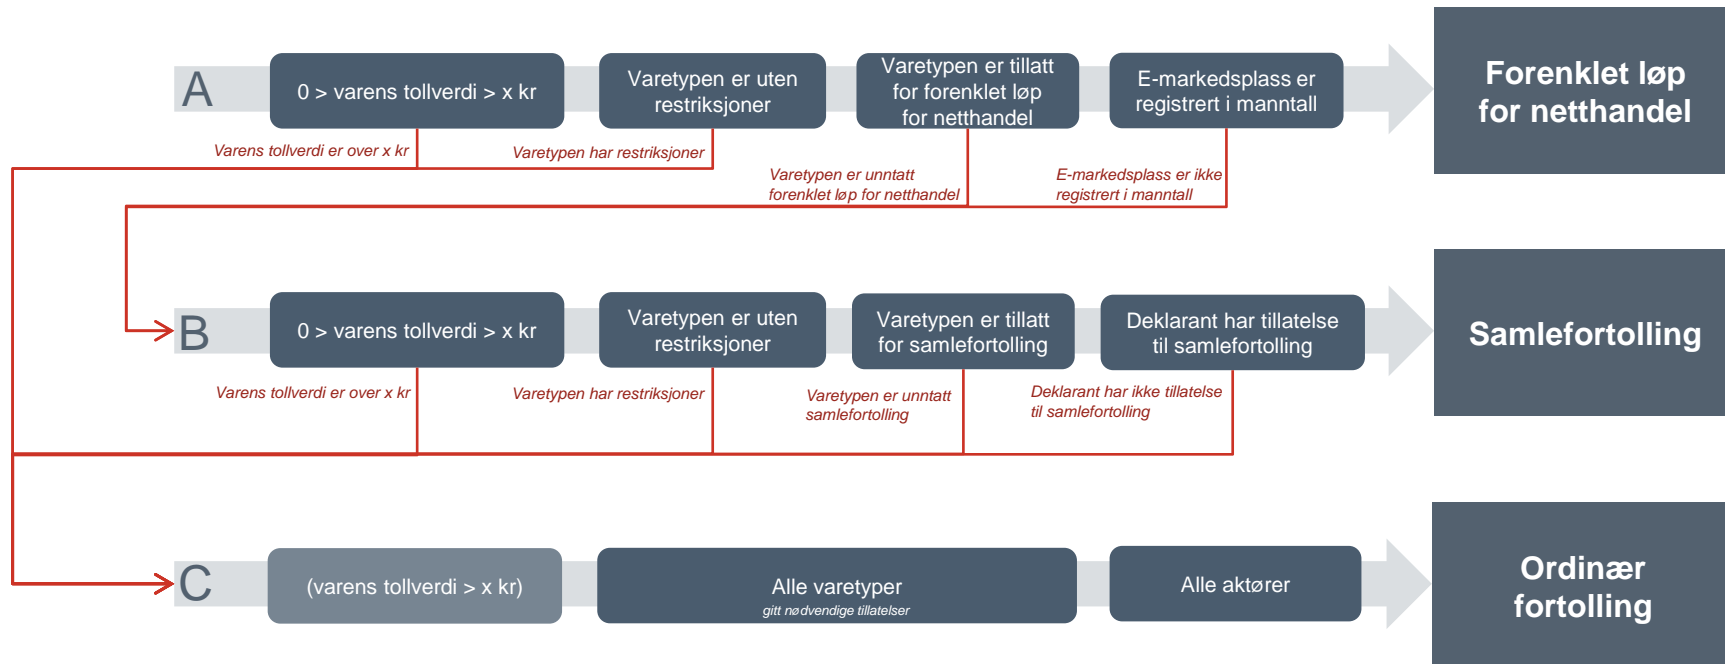 A
0 > varens tollverdi > x kr
Varetypen er uten
restriksjoner
Varetypen er tillatt
for forenklet løp
for netthandel
E-markedsplass er
registrert i manntall
Forenklet løp
for netthandel
Varens tollverdi er over x kr
Varetypen har restriksjoner
Varetypen er unntatt
forenklet løp for netthandel
E-markedsplass er ikke
registrert i manntall
B
0 > varens tollverdi > x kr
Varetypen er uten
restriksjoner
Varetypen er tillatt
for samlefortolling
Deklarant har tillatelse
til samlefortolling
Samlefortolling
Varens tollverdi er over x kr
Varetypen har restriksjoner
Varetypen er unntatt
samlefortolling
Deklarant har ikke tillatelse
til samlefortolling
C
(varens tollverdi > x kr)
Alle varetyper
gitt nødvendige tillatelser
Alle aktører
Ordinær
fortolling